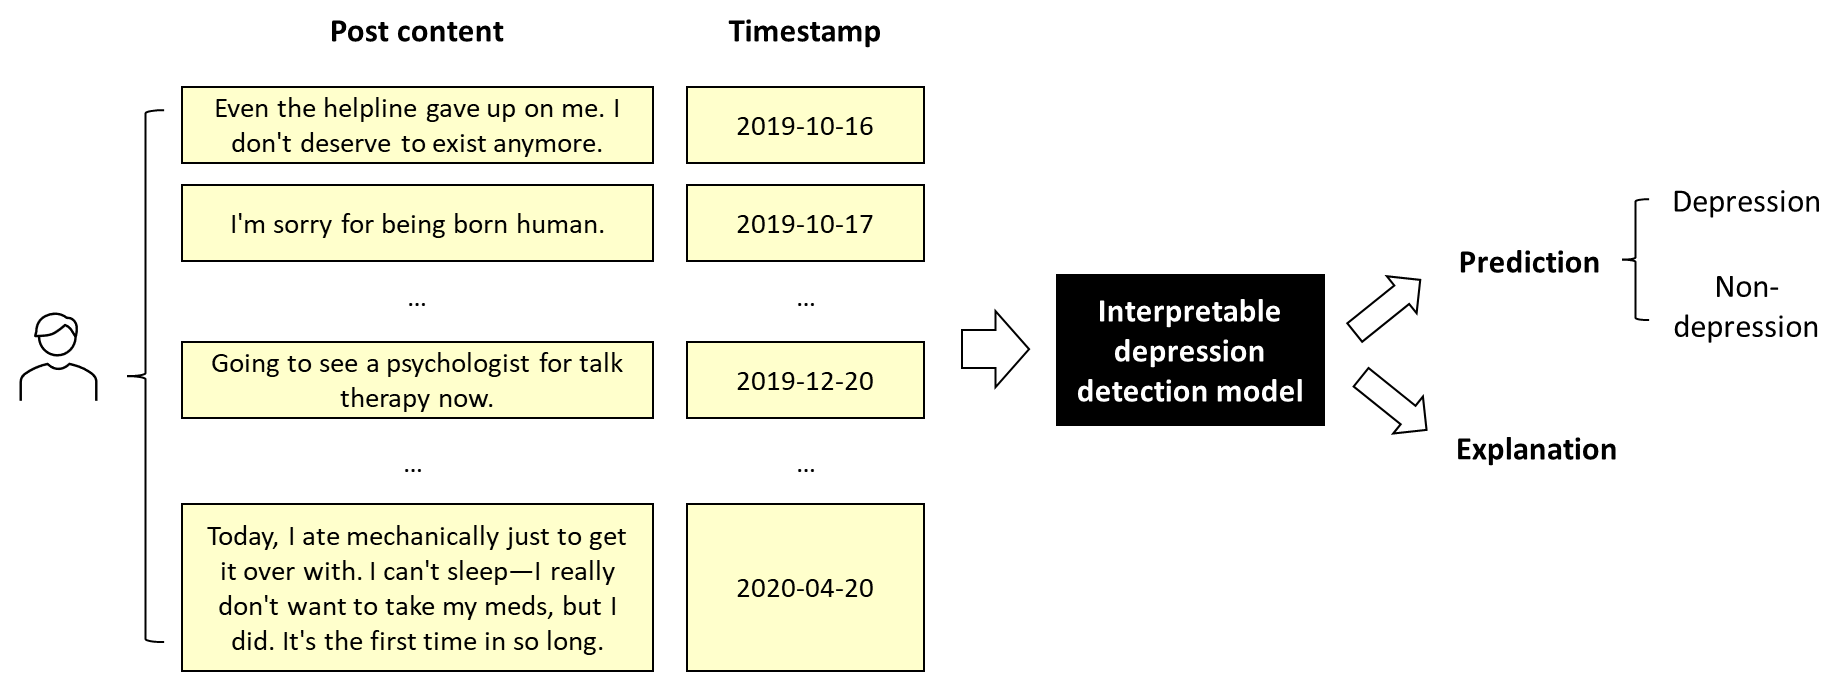 Post content
Timestamp
Even the helpline gave up on me. I
don't deserve to exist anymore.
2019-10-16
I'm sorry for being born human.
2019-10-17
...
...
Going to see a psychologist for talk
therapy now.
2019-12-20
...
...
Today, I ate mechanically just to get
it over with. I can't sleep—I really
don't want to take my meds, but I
did. It's the first time in so long.
2020-04-20
Interpretable
depression
detection model
Prediction
Depression
Non-
depression
Explanation